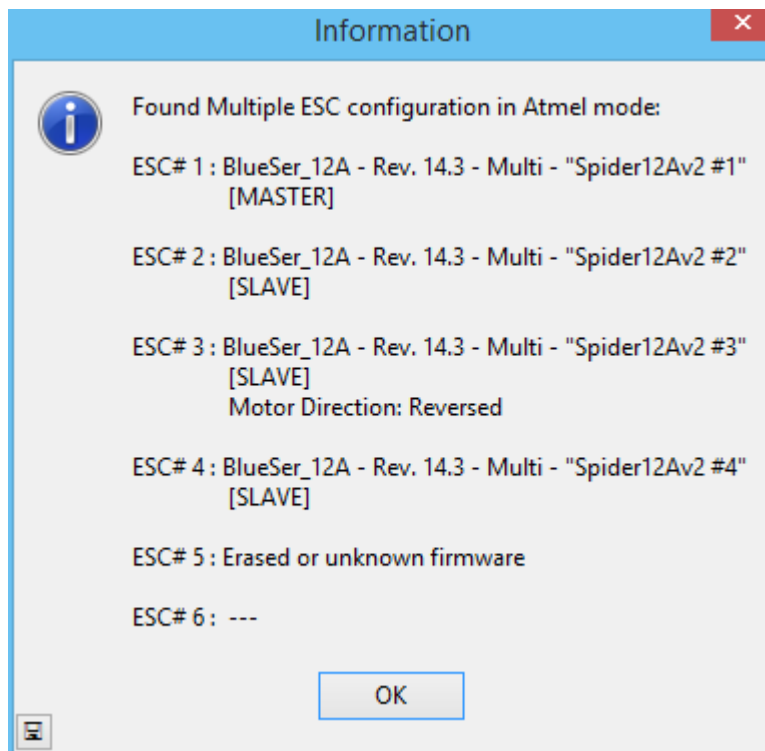 Information
Found Multiple ESC configuration in Atmel mode:
ESC# 1 : BlueSer_12A - Rev. 14.3 - Multi - "Spider12Av2 #1"
[MASTER]
ESC# 2 : BlueSer_12A - Rev. 14.3 - Multi - "Spider12Av2 #2"
[SLAVE]
ESC# 3 : BlueSer_12A - Rev. 14.3 - Multi - "Spider12Av2 #3"
[SLAVE]
Motor Direction: Reversed
ESC# 4 : BlueSer_12A - Rev. 14.3 - Multi - "Spider12Av2 #4"
[SLAVE]
ESC# 5 : Erased or unknown firmware
ESC# 6 : ---
OK